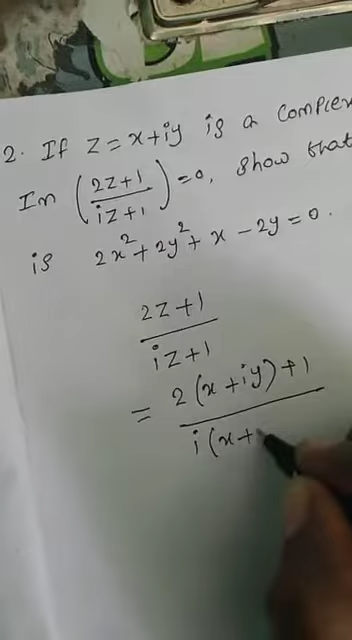 2. If z = x + iy is a complex
Im (2z+1 / iz+1) = 0, show that
is 2x² + 2y² + x - 2y = 0.
2z+1 / iz+1
= 2(x+iy)+1 / i(x+